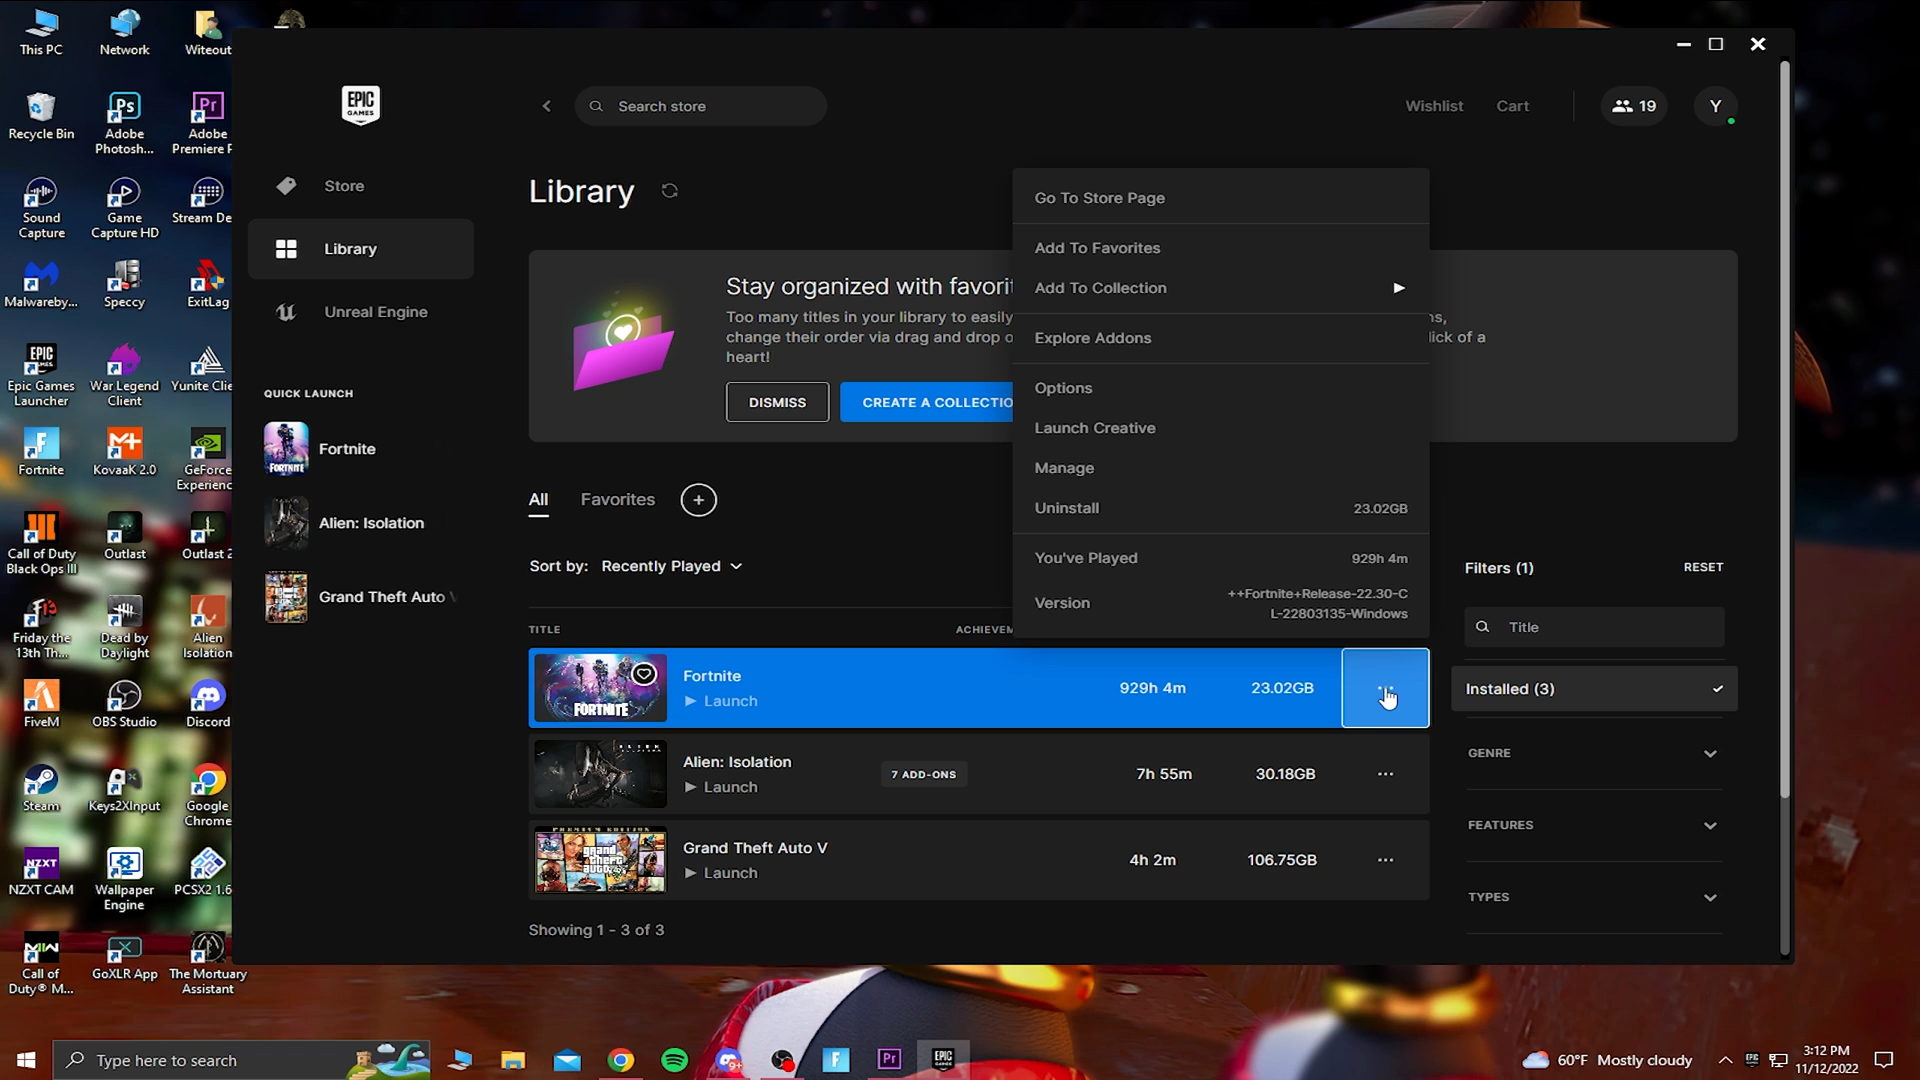 This PC
Network
Witeout
Recycle Bin
Adobe
Photosh...
Adobe
Premiere P
Sound
Capture
Game
Capture HD
Stream De
Malwareby...
Speccy
ExitLag
Epic Games
Launcher
War Legend
Client
Yunite Clie
Fortnite
KovaaK 2.0
GeForce
Experienc
Call of Duty
Black Ops III
Outlast
Outlast 2
Friday the
13th Th...
Dead by
Daylight
Alien
Isolation
FiveM
OBS Studio
Discord
Steam
Keys2XInput
Google
Chrome
NZXT CAM
Wallpaper
Engine
PCSX2 1.6
Call of
Duty® M...
GoXLR App
The Mortuary
Assistant
EPIC
GAMES
Search store
Wishlist
Cart
19
Y
Store
Library
Unreal Engine
QUICK LAUNCH
Fortnite
Alien: Isolation
Grand Theft Auto V
Library
Stay organized with favorit
Too many titles in your library to easily
ns,
change their order via drag and drop o
lick of a
heart!
DISMISS
CREATE A COLLECTIO
Go To Store Page
Add To Favorites
Add To Collection
Explore Addons
Options
Launch Creative
Manage
Uninstall 23.02GB
You've Played 929h 4m
Version ++Fortnite+Release-22.30-C
L-22803135-Windows
All
Favorites
Sort by: Recently Played
TITLE
ACHIEVEM
FORTNITE
Fortnite
Launch
929h 4m
23.02GB
Alien: Isolation
Launch
7 ADD-ONS
7h 55m
30.18GB
PREMIUM EDITION
grand
theft
auto
Grand Theft Auto V
Launch
4h 2m
106.75GB
Showing 1 - 3 of 3
Filters (1)
RESET
Title
Installed (3)
GENRE
FEATURES
TYPES
Type here to search
60°F Mostly cloudy
3:12 PM
11/12/2022